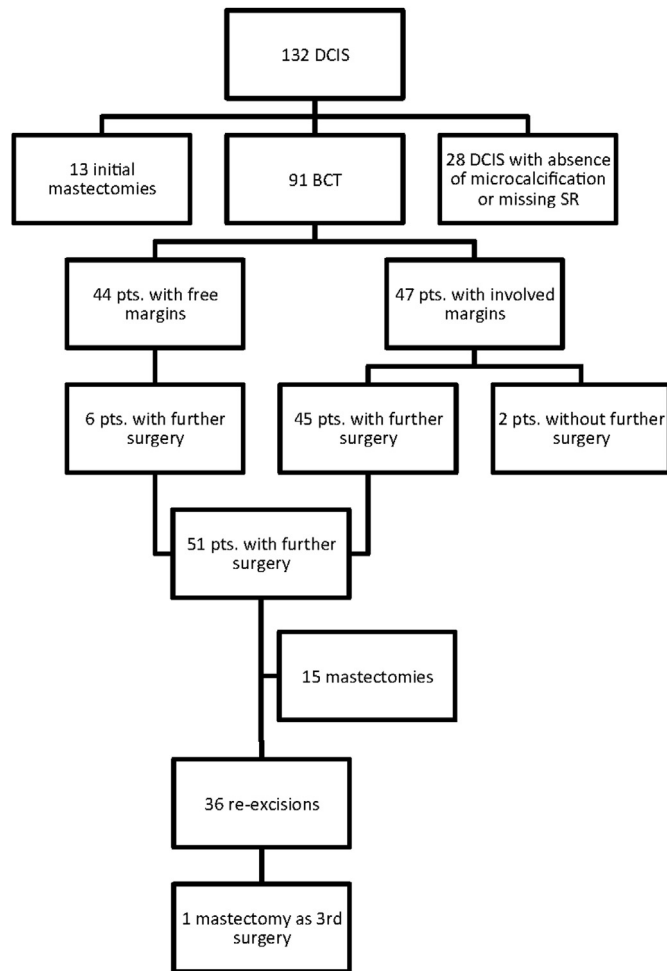 132 DCIS
13 initial
mastectomies
91 BCT
28 DCIS with absence
of microcalcification
or missing SR
44 pts. with free
margins
47 pts. with involved
margins
6 pts. with further
surgery
45 pts. with further
surgery
2 pts. without further
surgery
51 pts. with further
surgery
15 mastectomies
36 re-excisions
1 mastectomy as 3rd
surgery